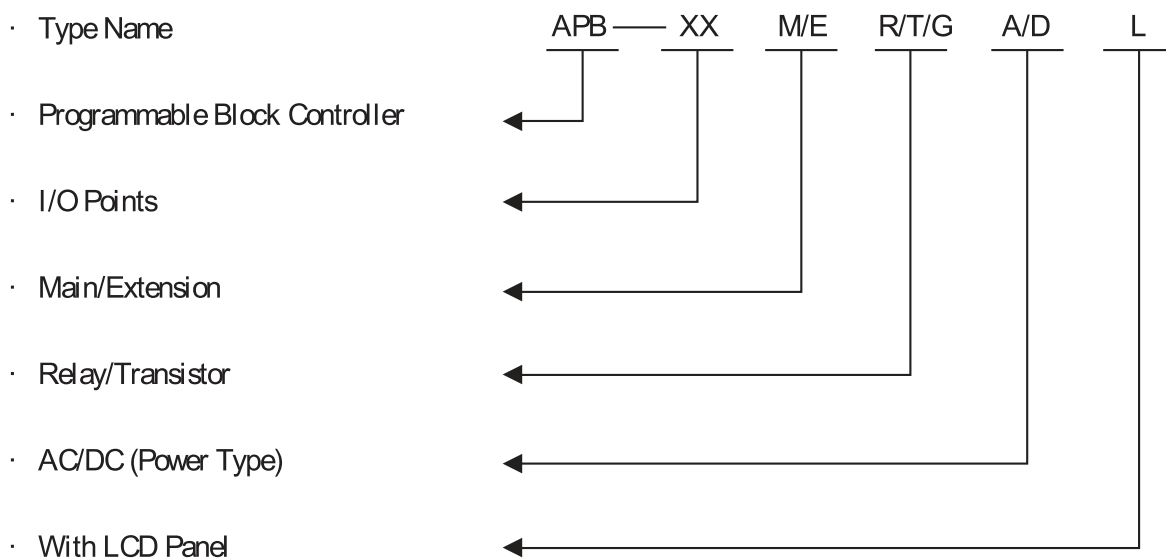 · Type Name APB — XX M/E R/T/G A/D L
· Programmable Block Controller
· I/O Points
· Main/Extension
· Relay/Transistor
· AC/DC (Power Type)
· With LCD Panel